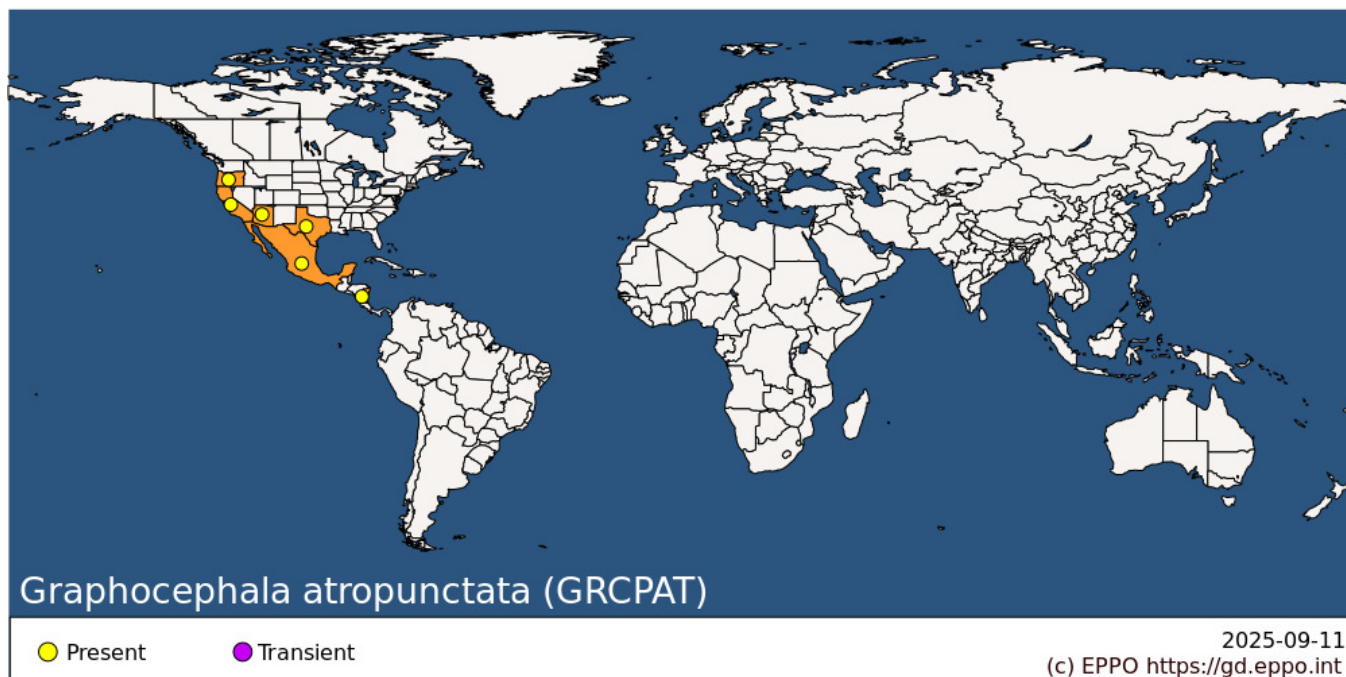 Graphocephala atropunctata (GRCPAT)
Present
Transient
2025-09-11
(c) EPPO https://gd.eppo.int